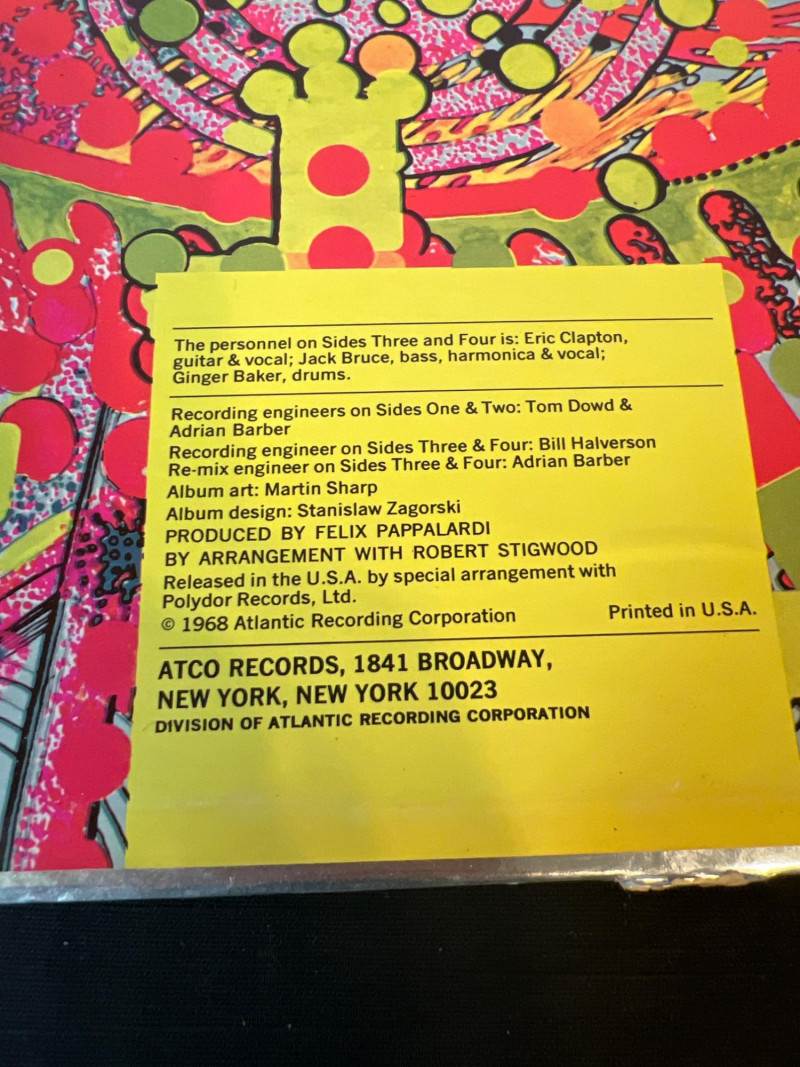 The personnel on Sides Three and Four is: Eric Clapton,
guitar & vocal; Jack Bruce, bass, harmonica & vocal;
Ginger Baker, drums.
Recording engineers on Sides One & Two: Tom Dowd &
Adrian Barber
Recording engineer on Sides Three & Four: Bill Halverson
Re-mix engineer on Sides Three & Four: Adrian Barber
Album art: Martin Sharp
Album design: Stanislaw Zagorski
PRODUCED BY FELIX PAPPALARDI
BY ARRANGEMENT WITH ROBERT STIGWOOD
Released in the U.S.A. by special arrangement with
Polydor Records, Ltd.
© 1968 Atlantic Recording Corporation Printed in U.S.A.
ATCO RECORDS, 1841 BROADWAY,
NEW YORK, NEW YORK 10023
DIVISION OF ATLANTIC RECORDING CORPORATION